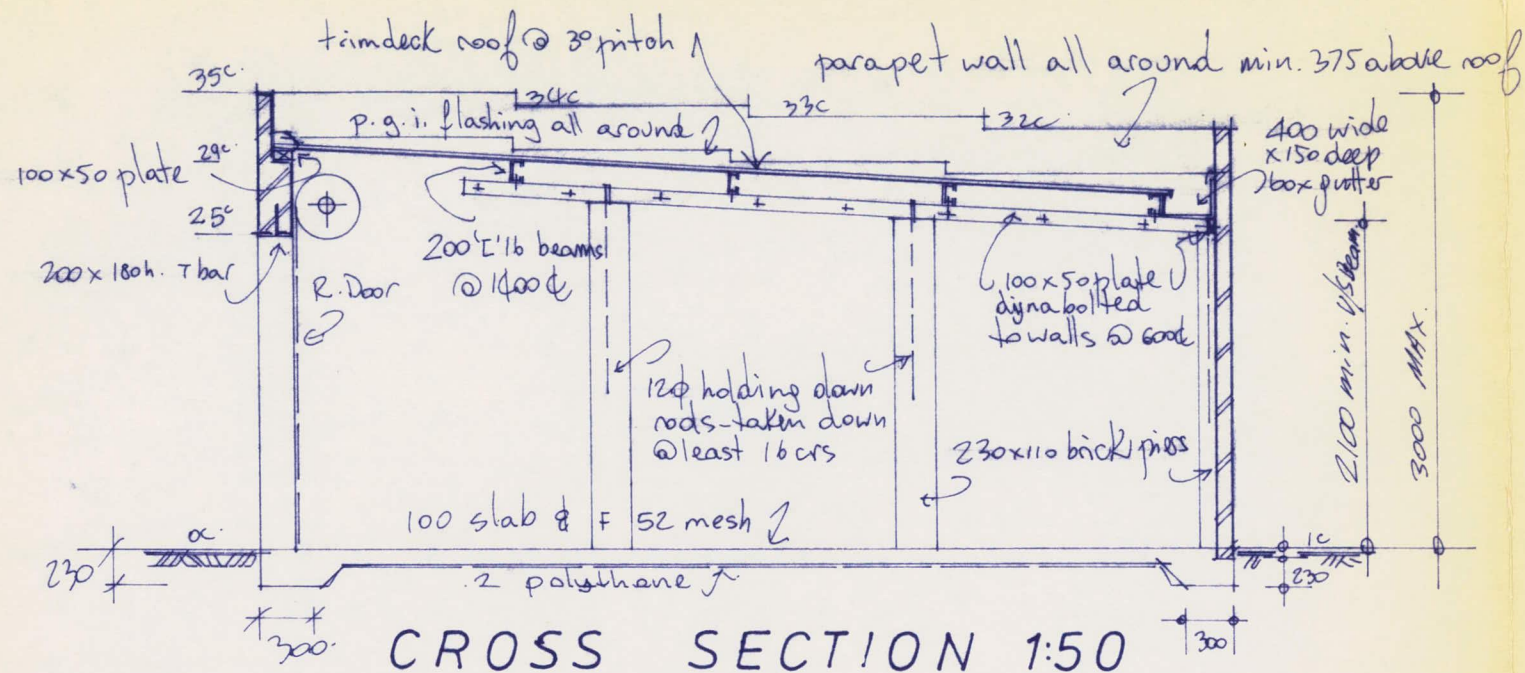 trimdeck roof @ 3° pitch
parapet wall all around min. 375 above roof
35c.
34c
33c
32c
p.g.i. flashing all around
29c.
100x50 plate
25c
200 x 180h. T bar
R. Door
200'C'16 beams
@ 1400 ¢
400 wide
x150 deep
box gutter
100x50 plate
dynabolted
to walls @ 600¢
12ϕ holding down
rods-taken down
@ least 16 crs
230x110 brick piers
2100 min. u/s Beam
3000 MAX.
100 slab & F 52 mesh
.2 polythane
230
300
1c
230
300
CROSS SECTION 1:50